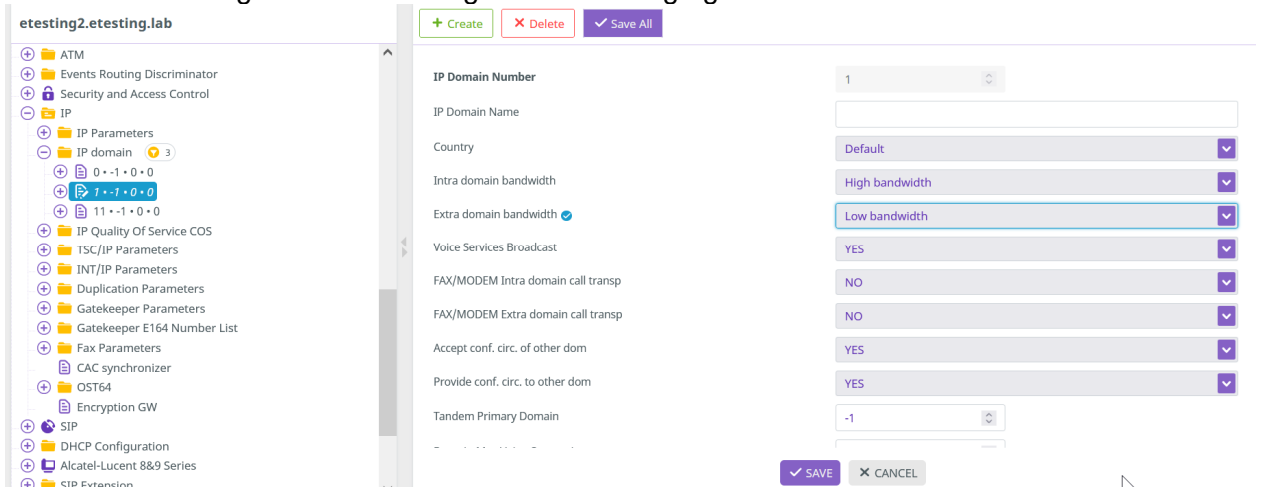 etesting2.etesting.lab
+ Create
✕ Delete
✓ Save All
ATM
Events Routing Discriminator
Security and Access Control
IP
IP Parameters
IP domain 3
0 • -1 • 0 • 0
1 • -1 • 0 • 0
11 • -1 • 0 • 0
IP Quality Of Service COS
TSC/IP Parameters
INT/IP Parameters
Duplication Parameters
Gatekeeper Parameters
Gatekeeper E164 Number List
Fax Parameters
CAC synchronizer
OST64
Encryption GW
SIP
DHCP Configuration
Alcatel-Lucent 8&9 Series
SIP Extension
IP Domain Number 1
IP Domain Name
Country Default
Intra domain bandwidth High bandwidth
Extra domain bandwidth Low bandwidth
Voice Services Broadcast YES
FAX/MODEM Intra domain call transp NO
FAX/MODEM Extra domain call transp NO
Accept conf. circ. of other dom YES
Provide conf. circ. to other dom YES
Tandem Primary Domain -1
✓ SAVE
✕ CANCEL